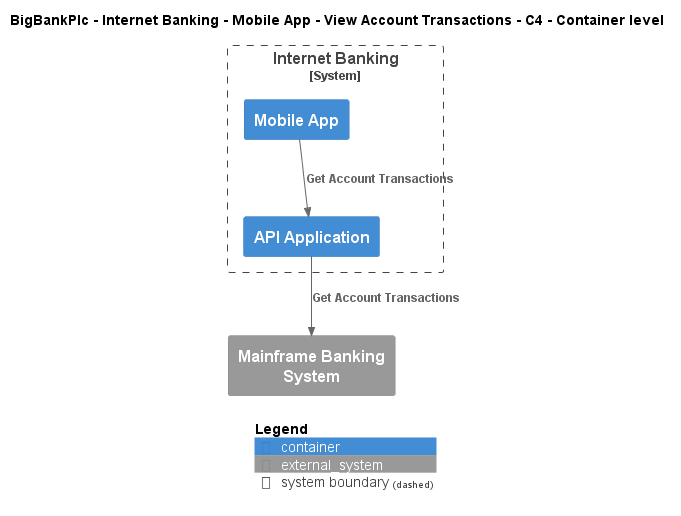 BigBankPlc - Internet Banking - Mobile App - View Account Transactions - C4 - Container level
Internet Banking
[System]
Mobile App
Get Account Transactions
API Application
Get Account Transactions
Mainframe Banking
System
Legend
container
external_system
system boundary (dashed)